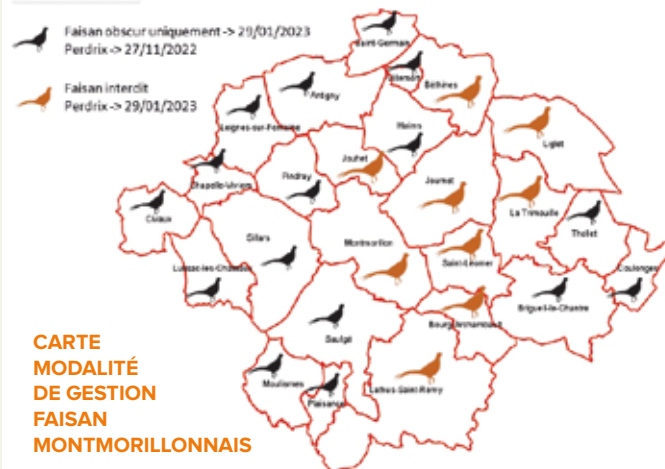 Faisan obscur uniquement -> 29/01/2023
Perdrix -> 27/11/2022
Faisan interdit
Perdrix -> 29/01/2023
Saint-Germain
Béthines
Antigny
Haims
Leignes-sur-Fontaine
Liglet
Jouhet
Pindray
Journet
Chapelle-Viviers
La Trimouille
Civaux
Sillars
Montmorillon
Thollet
Saint-Léomer
Coulonges
Lussac-les-Châteaux
Brigueil-le-Chantre
Bourg-Archambault
Saulgé
Moulismes
Lathus-Saint-Rémy
Plaisance
CARTE
MODALITÉ
DE GESTION
FAISAN
MONTMORILLONNAIS